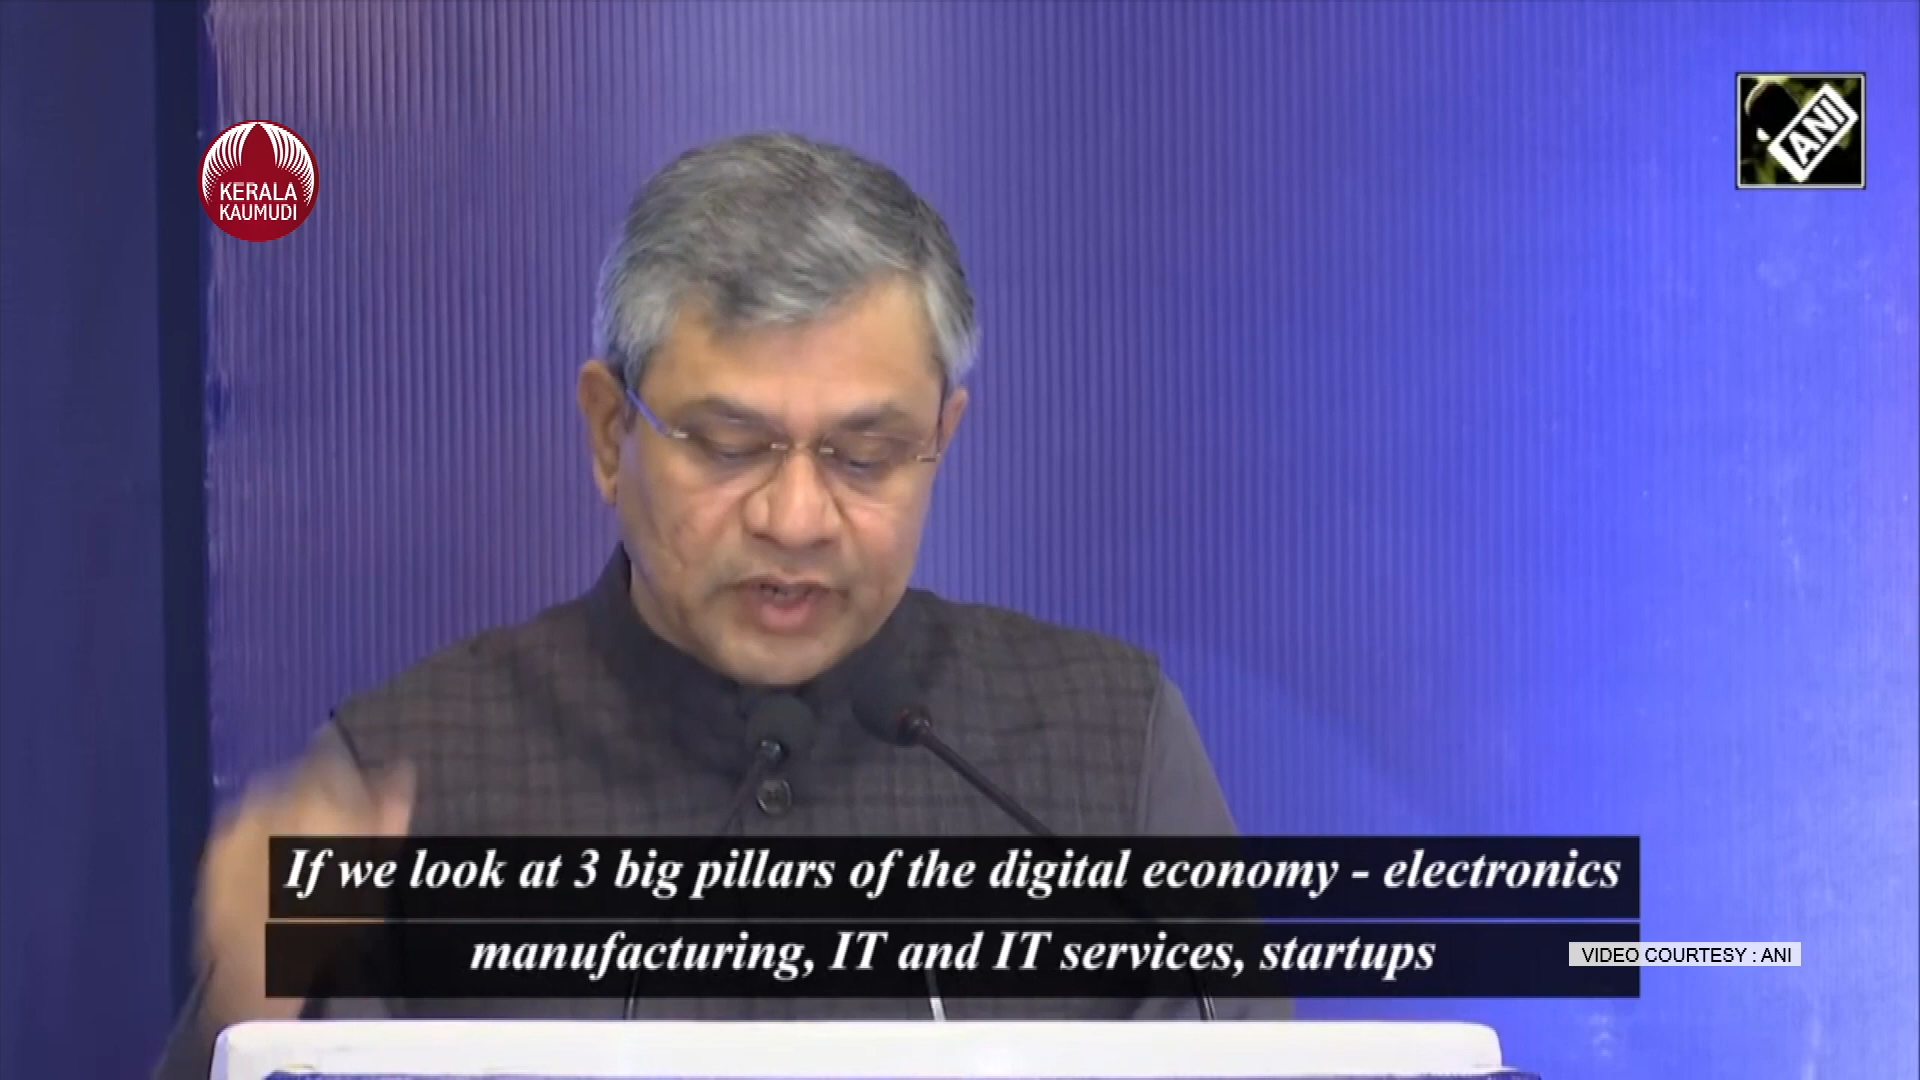 KERALA
KAUMUDI
ANI
If we look at 3 big pillars of the digital economy - electronics
manufacturing, IT and IT services, startups
VIDEO COURTESY : ANI